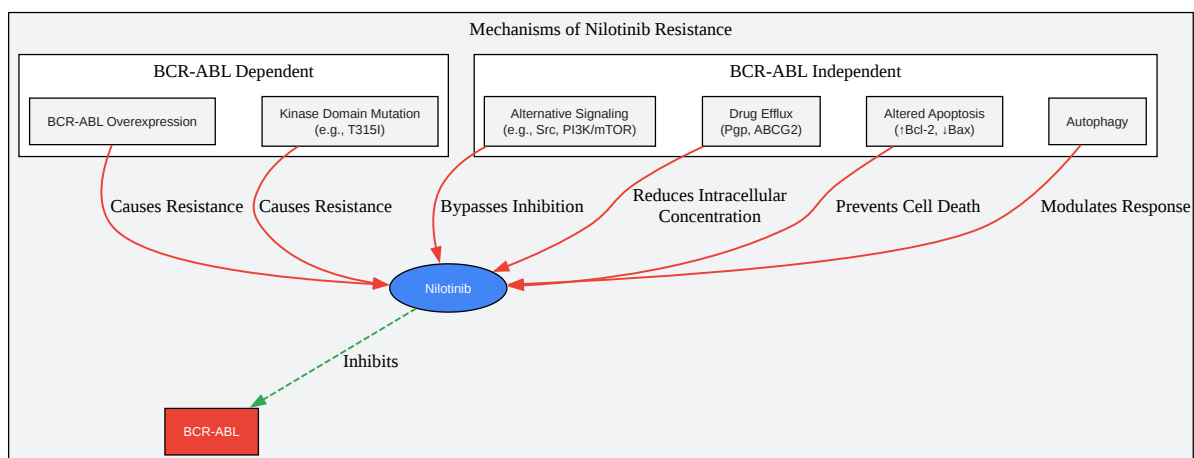 Mechanisms of Nilotinib Resistance
BCR-ABL Dependent
BCR-ABL Independent
BCR-ABL Overexpression
Kinase Domain Mutation
(e.g., T315I)
Alternative Signaling
(e.g., Src, PI3K/mTOR)
Drug Efflux
(Pgp, ABCG2)
Altered Apoptosis
(↑Bcl-2, ↓Bax)
Autophagy
Causes Resistance
Causes Resistance
Bypasses Inhibition
Reduces Intracellular
Concentration
Prevents Cell Death
Modulates Response
Nilotinib
Inhibits
BCR-ABL